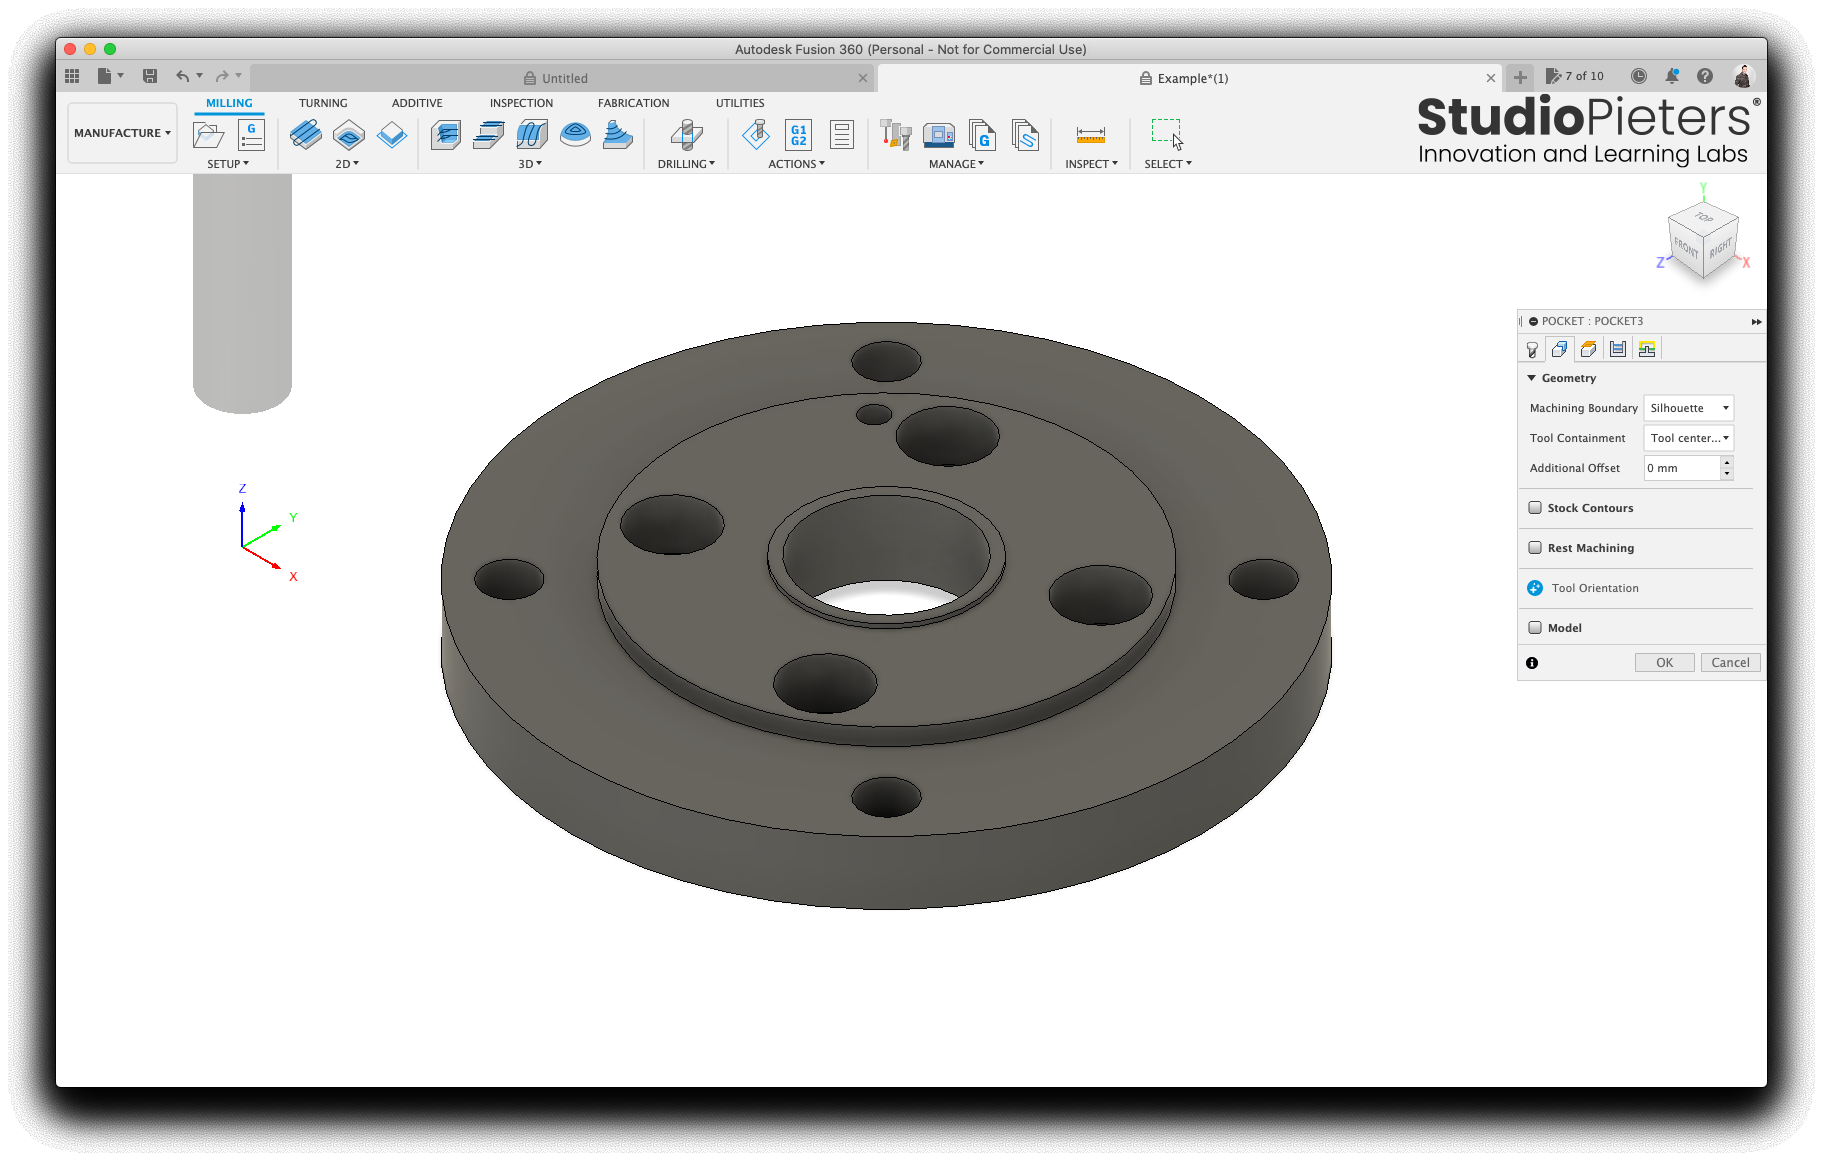 Autodesk Fusion 360 (Personal - Not for Commercial Use)
Untitled
Example*(1)
7 of 10
MANUFACTURE
MILLING
TURNING
ADDITIVE
INSPECTION
FABRICATION
UTILITIES
G
G1
G2
G
S
SETUP
2D
3D
DRILLING
ACTIONS
MANAGE
INSPECT
SELECT
StudioPieters®
Innovation and Learning Labs
Y
TOP
FRONT
RIGHT
Z
X
Z
Y
X
POCKET : POCKET3
Geometry
Machining Boundary Silhouette
Tool Containment Tool center...
Additional Offset 0 mm
Stock Contours
Rest Machining
Tool Orientation
Model
OK
Cancel